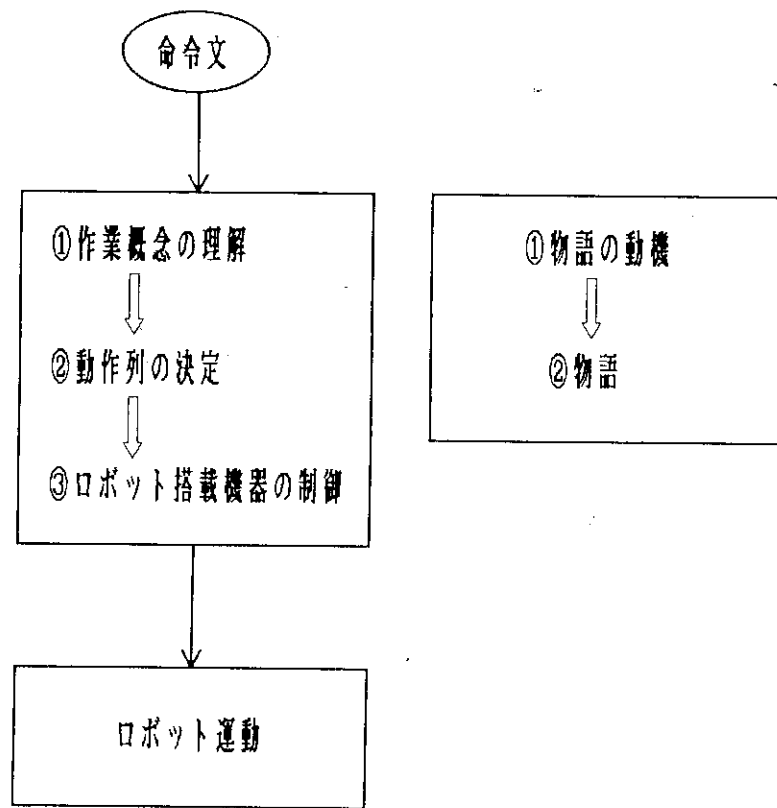 命令文
①作業概念の理解
②動作列の決定
③ロボット搭載機器の制御
①物語の動機
②物語
ロボット運動